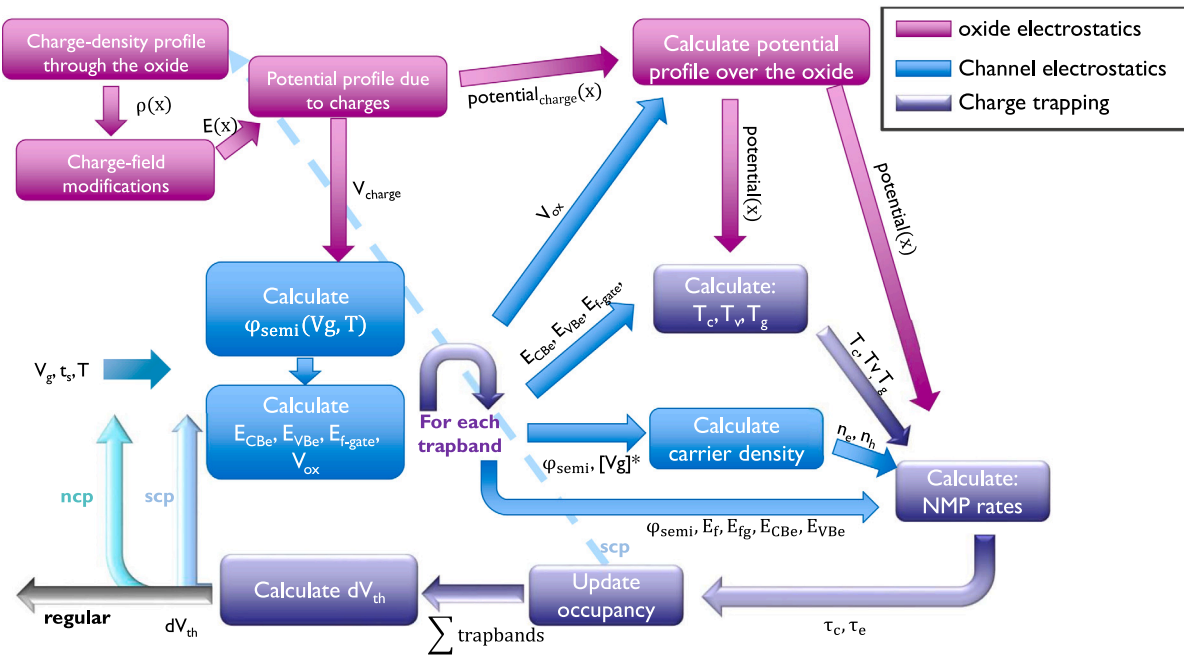 Charge-density profile
through the oxide
ρ(x)
Charge-field
modifications
E(x)
Potential profile due
to charges
potential_charge(x)
V_charge
Calculate potential
profile over the oxide
potential(x)
potential(x)
oxide electrostatics
Channel electrostatics
Charge trapping
V_ox
Calculate
φ_semi(Vg, T)
V_g, t_s, T
Calculate
E_CBe, E_VBe, E_f-gate,
V_ox
For each
trapband
E_CBe, E_VBe, E_f-gate,
Calculate:
T_c, T_v, T_g
T_c, T_v, T_g
φ_semi, [Vg]*
Calculate
carrier density
n_e, n_h
Calculate:
NMP rates
φ_semi, E_f, E_fg, E_CBe, E_VBe
ncp
scp
scp
τ_c, τ_e
Update
occupancy
∑ trapbands
Calculate dV_th
dV_th
regular